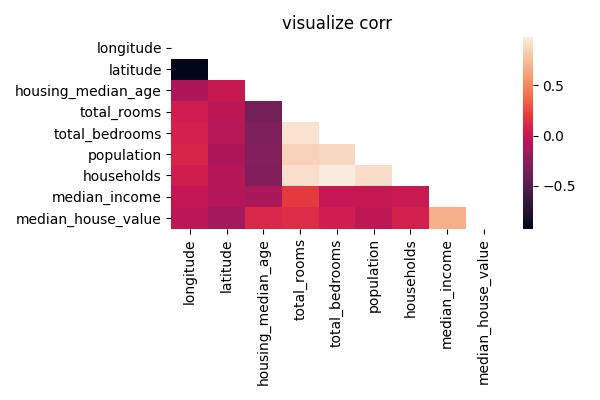 visualize corr
longitude
latitude
housing_median_age
total_rooms
total_bedrooms
population
households
median_income
median_house_value
0.5
0.0
−0.5
longitude
latitude
housing_median_age
total_rooms
total_bedrooms
population
households
median_income
median_house_value